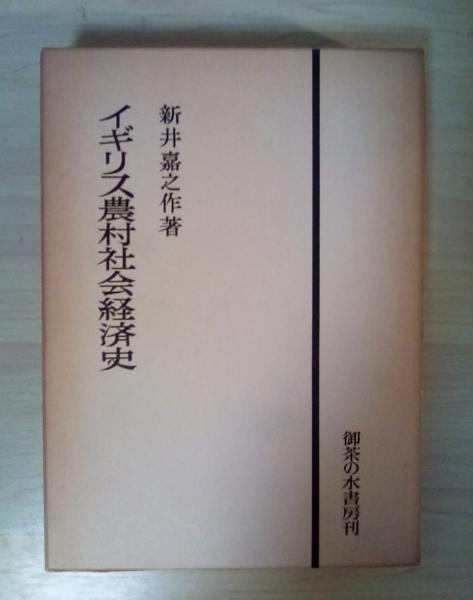 イギリス農村社会経済史
新井嘉之作著
御茶の水書房刊